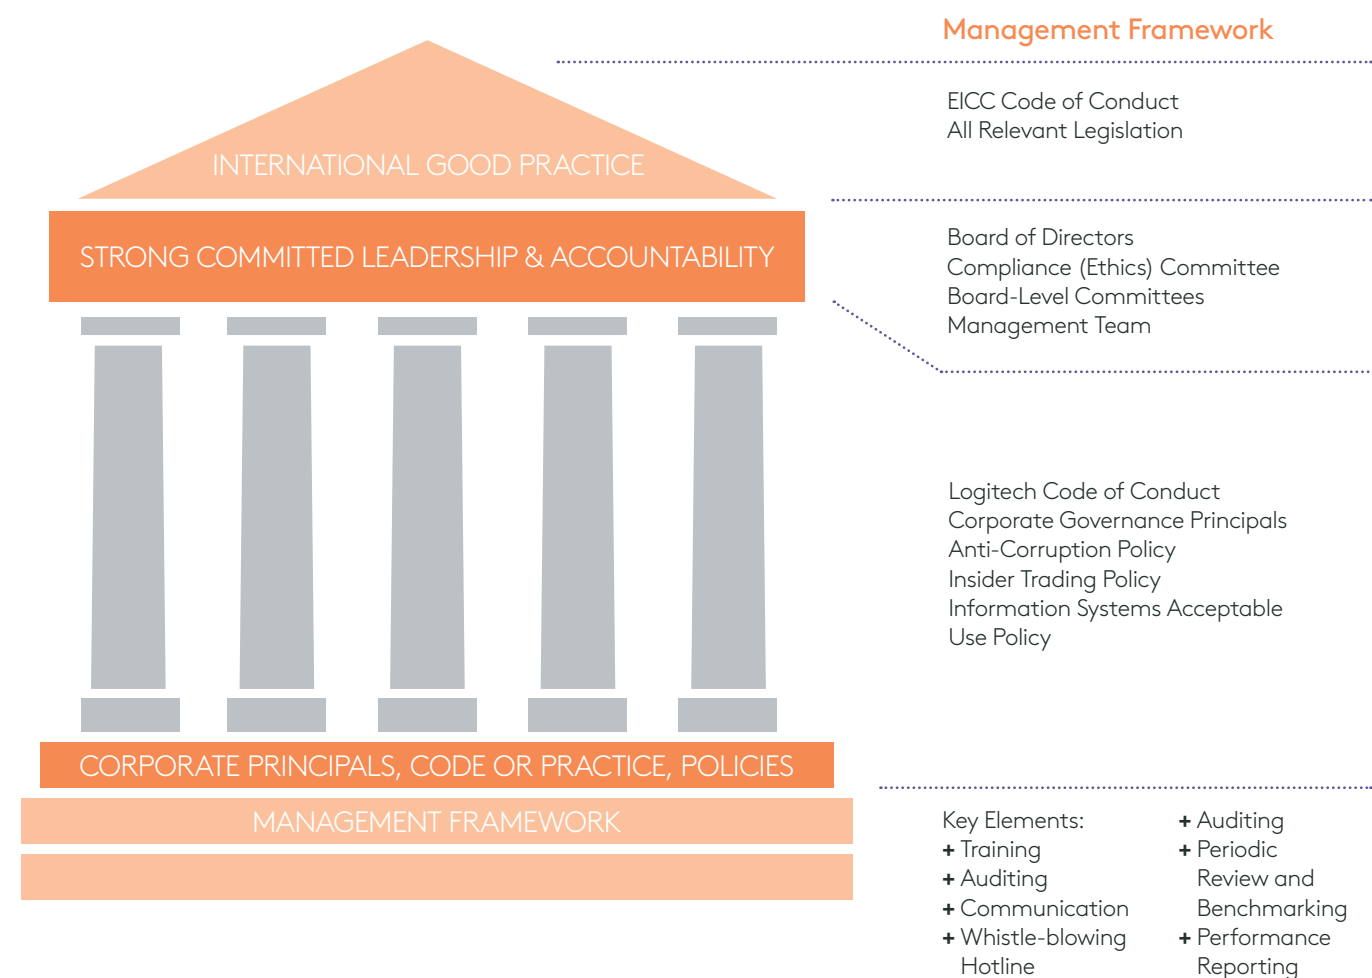 Management Framework
EICC Code of Conduct
All Relevant Legislation
INTERNATIONAL GOOD PRACTICE
STRONG COMMITTED LEADERSHIP & ACCOUNTABILITY
Board of Directors
Compliance (Ethics) Committee
Board-Level Committees
Management Team
Logitech Code of Conduct
Corporate Governance Principals
Anti-Corruption Policy
Insider Trading Policy
Information Systems Acceptable
Use Policy
CORPORATE PRINCIPALS, CODE OR PRACTICE, POLICIES
MANAGEMENT FRAMEWORK
Key Elements:
+ Training
+ Auditing
+ Communication
+ Whistle-blowing
Hotline
+ Auditing
+ Periodic
Review and
Benchmarking
+ Performance
Reporting